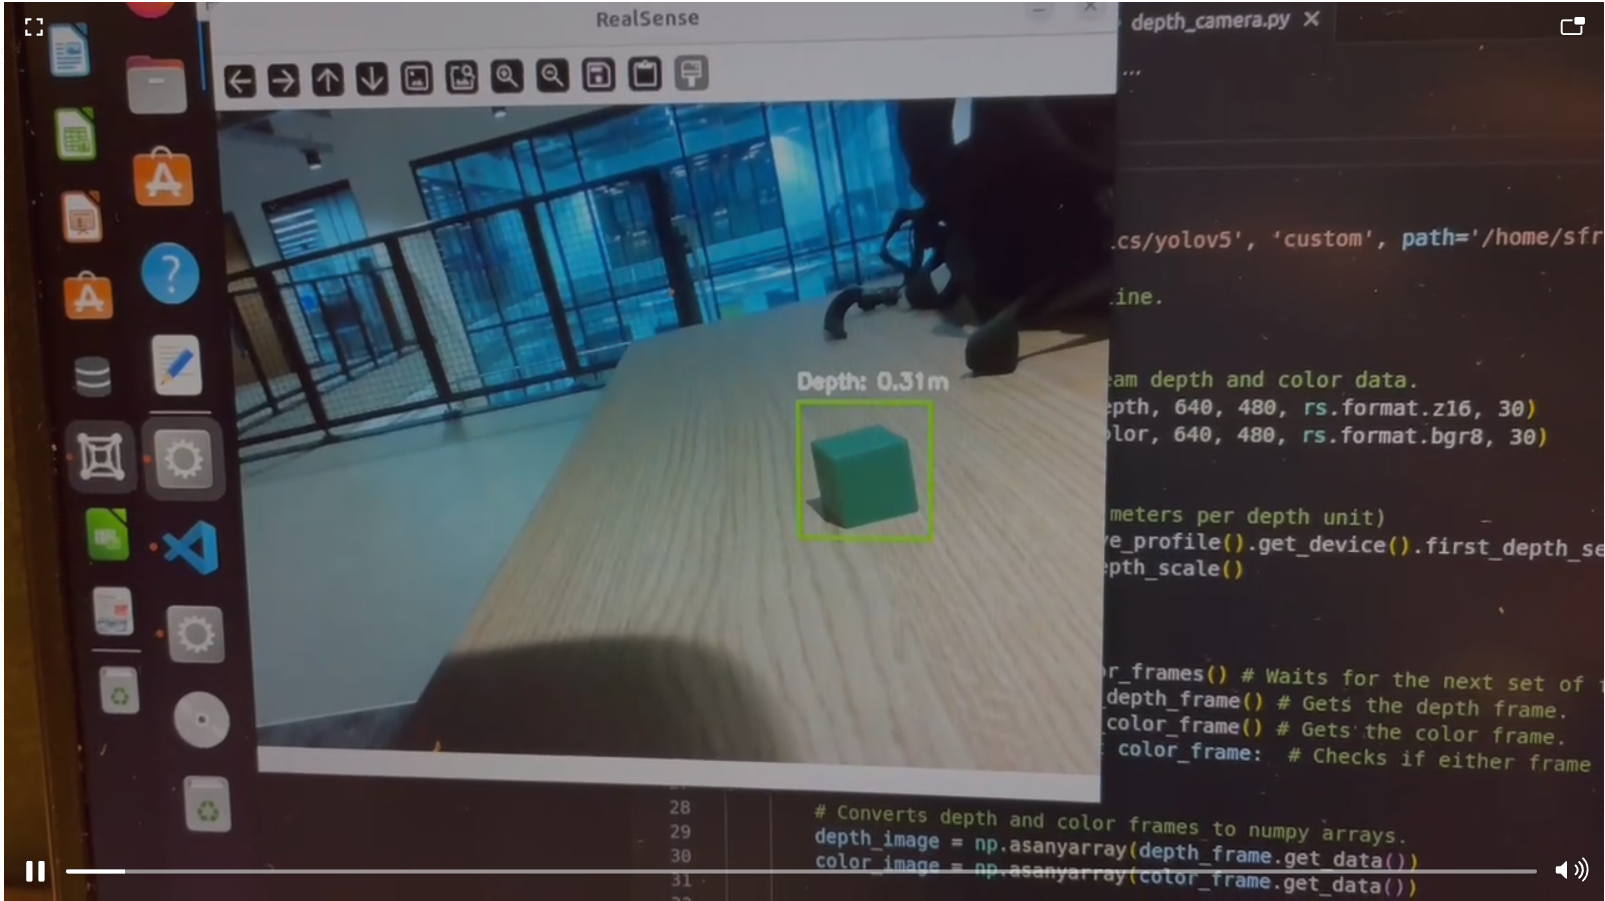 RealSense
depth_camera.py ×
...
cs/yolov5', 'custom', path='/home/sfr
ine.
Depth: 0.31m
eam depth and color data.
epth, 640, 480, rs.format.z16, 30)
olor, 640, 480, rs.format.bgr8, 30)
meters per depth unit)
ve_profile().get_device().first_depth_se
epth_scale()
r_frames() # Waits for the next set of f
_depth_frame() # Gets the depth frame.
_color_frame() # Gets the color frame.
color_frame: # Checks if either frame
28 # Converts depth and color frames to numpy arrays.
29 depth_image = np.asanyarray(depth_frame.get_data())
30 color_image = np.asanyarray(color_frame.get_data())
31